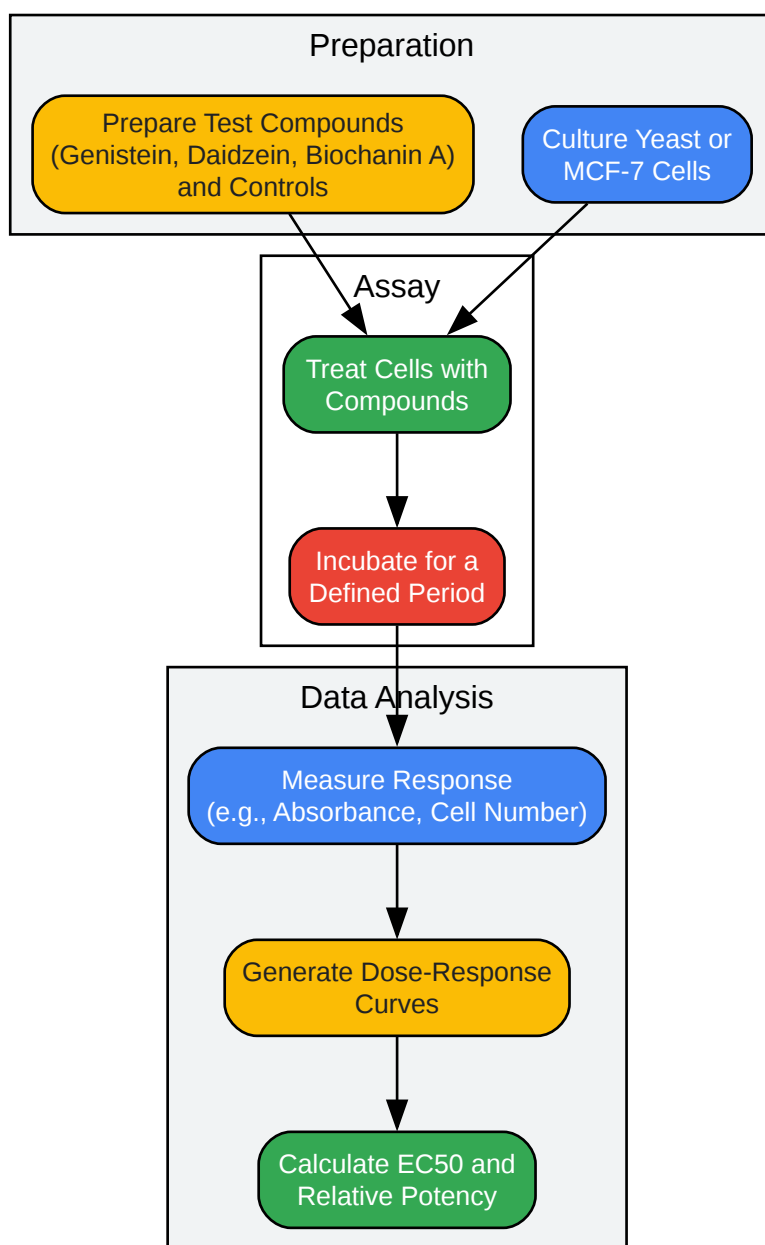 Preparation
Prepare Test Compounds
(Genistein, Daidzein, Biochanin A)
and Controls
Culture Yeast or
MCF-7 Cells
Assay
Treat Cells with
Compounds
Incubate for a
Defined Period
Data Analysis
Measure Response
(e.g., Absorbance, Cell Number)
Generate Dose-Response
Curves
Calculate EC50 and
Relative Potency